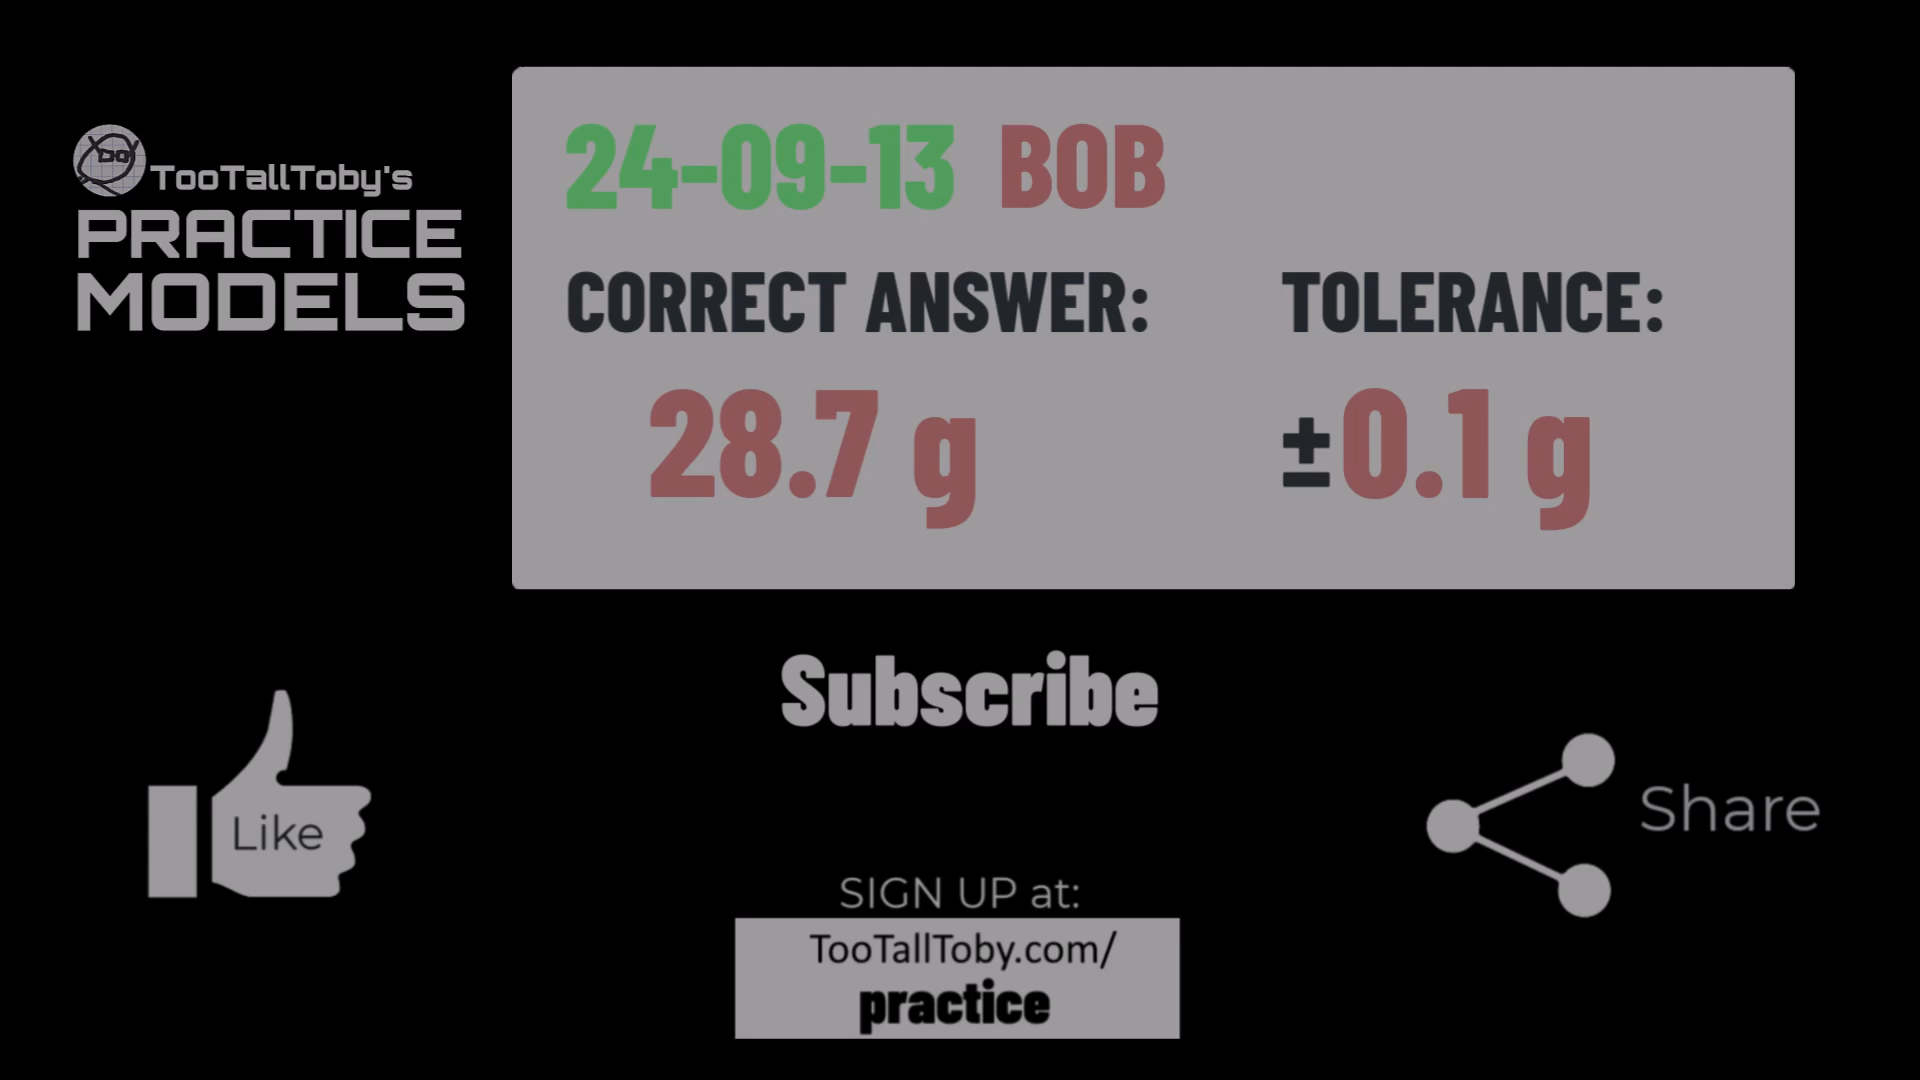 TooTallToby's
PRACTICE
MODELS
24-09-13 BOB
CORRECT ANSWER: TOLERANCE:
28.7 g ±0.1 g
Subscribe
Like
Share
SIGN UP at:
TooTallToby.com/
practice